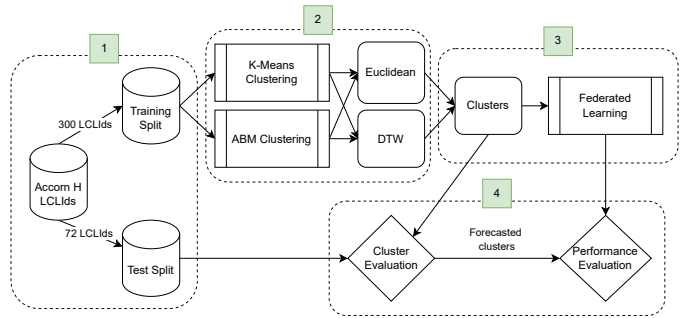 1
2
3
K-Means
Clustering
Euclidean
Training
Split
300 LCLIds
ABM Clustering
DTW
Clusters
Federated
Learning
Accorn H
LCLIds
4
72 LCLIds
Test Split
Cluster
Evaluation
Forecasted
clusters
Performance
Evaluation